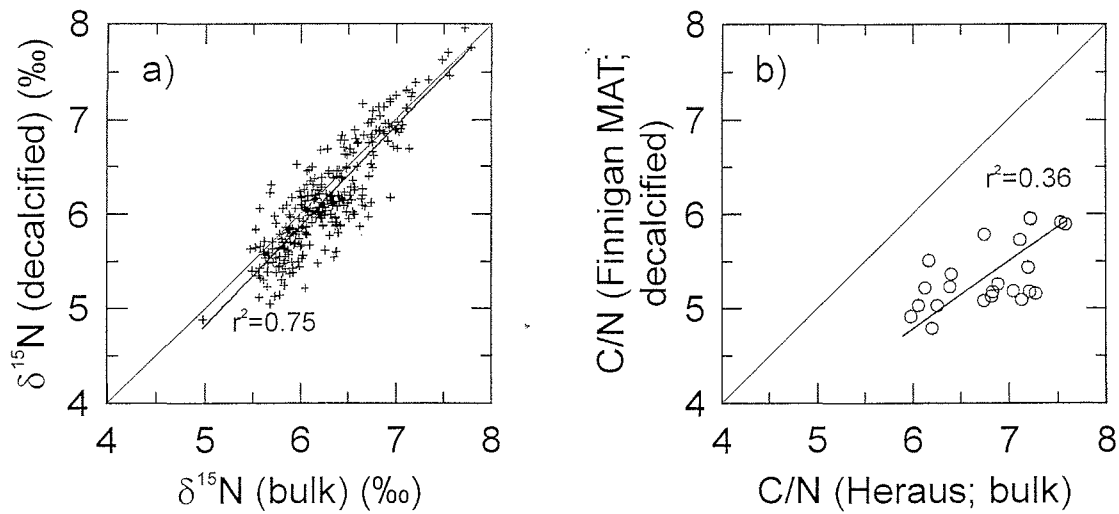 a)
δ¹⁵N (decalcified) (‰)
8
7
6
5
4
r²=0.75
4 5 6 7 8
δ¹⁵N (bulk) (‰)
b)
C/N (Finnigan MAT;
decalcified)
8
7
6
5
4
r²=0.36
4 5 6 7 8
C/N (Heraus; bulk)